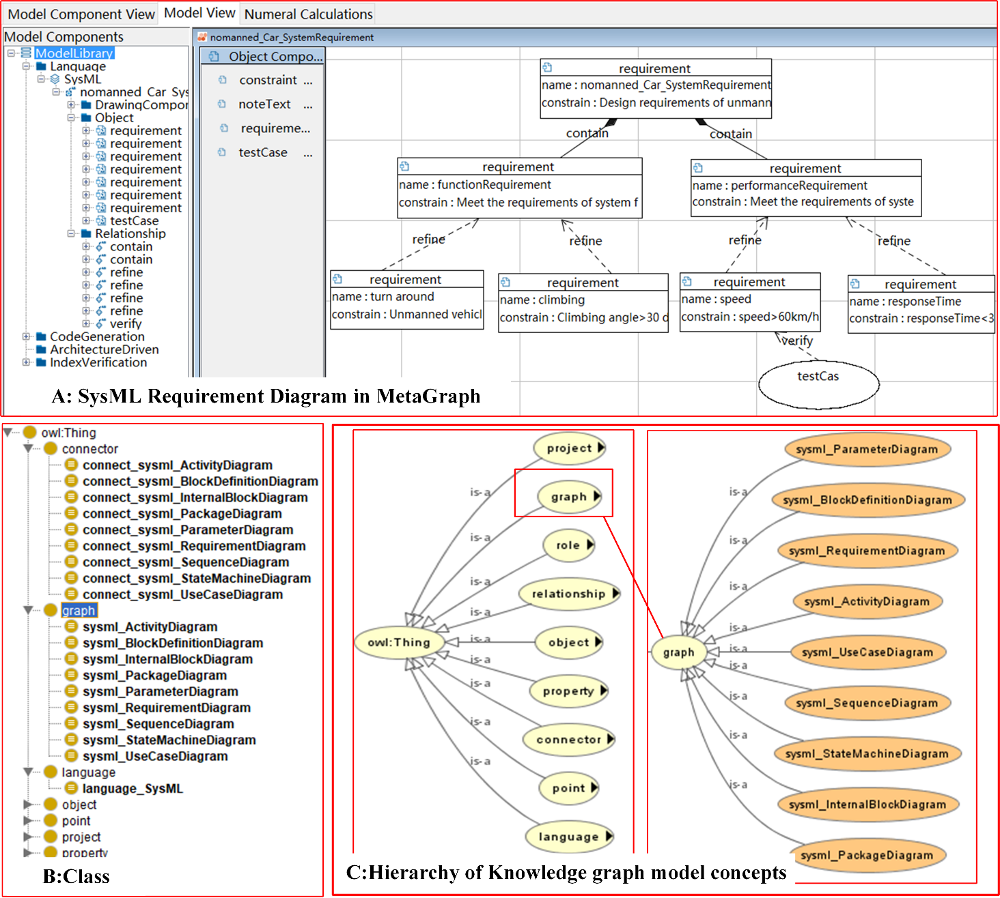 Model Component View
Model View
Numeral Calculations
Model Components
ModelLibrary
Language
SysML
nomanned_Car_Sys
DrawingCompor
Object
requirement
requirement
requirement
requirement
requirement
requirement
requirement
testCase
Relationship
contain
contain
refine
refine
refine
refine
verify
CodeGeneration
ArchitectureDriven
IndexVerification
nomanned_Car_SystemRequirement
Object Compo...
constraint ...
noteText ...
requireme...
testCase ...
requirement
name : nomanned_Car_SystemRequirement
constrain : Design requirements of unmann
contain
contain
requirement
name : functionRequirement
constrain : Meet the requirements of system f
requirement
name : performanceRequirement
constrain : Meet the requirements of syste
refine
refine
refine
refine
requirement
name : turn around
constrain : Unmanned vehicl
requirement
name : climbing
constrain : Climbing angle>30 d
requirement
name : speed
constrain : speed>60km/h
requirement
name : responseTime
constrain : responseTime<3
verify
testCas
A: SysML Requirement Diagram in MetaGraph
owl:Thing
connector
connect_sysml_ActivityDiagram
connect_sysml_BlockDefinitionDiagram
connect_sysml_InternalBlockDiagram
connect_sysml_PackageDiagram
connect_sysml_ParameterDiagram
connect_sysml_RequirementDiagram
connect_sysml_SequenceDiagram
connect_sysml_StateMachineDiagram
connect_sysml_UseCaseDiagram
graph
sysml_ActivityDiagram
sysml_BlockDefinitionDiagram
sysml_InternalBlockDiagram
sysml_PackageDiagram
sysml_ParameterDiagram
sysml_RequirementDiagram
sysml_SequenceDiagram
sysml_StateMachineDiagram
sysml_UseCaseDiagram
language
language_SysML
object
point
project
property
B:Class
owl:Thing
is-a
is-a
is-a
is-a
is-a
is-a
is-a
is-a
project
graph
role
relationship
object
property
connector
point
language
graph
is-a
is-a
is-a
is-a
is-a
is-a
is-a
is-a
sysml_ParameterDiagram
sysml_BlockDefinitionDiagram
sysml_RequirementDiagram
sysml_ActivityDiagram
sysml_UseCaseDiagram
sysml_SequenceDiagram
sysml_StateMachineDiagram
sysml_InternalBlockDiagram
sysml_PackageDiagram
C:Hierarchy of Knowledge graph model concepts